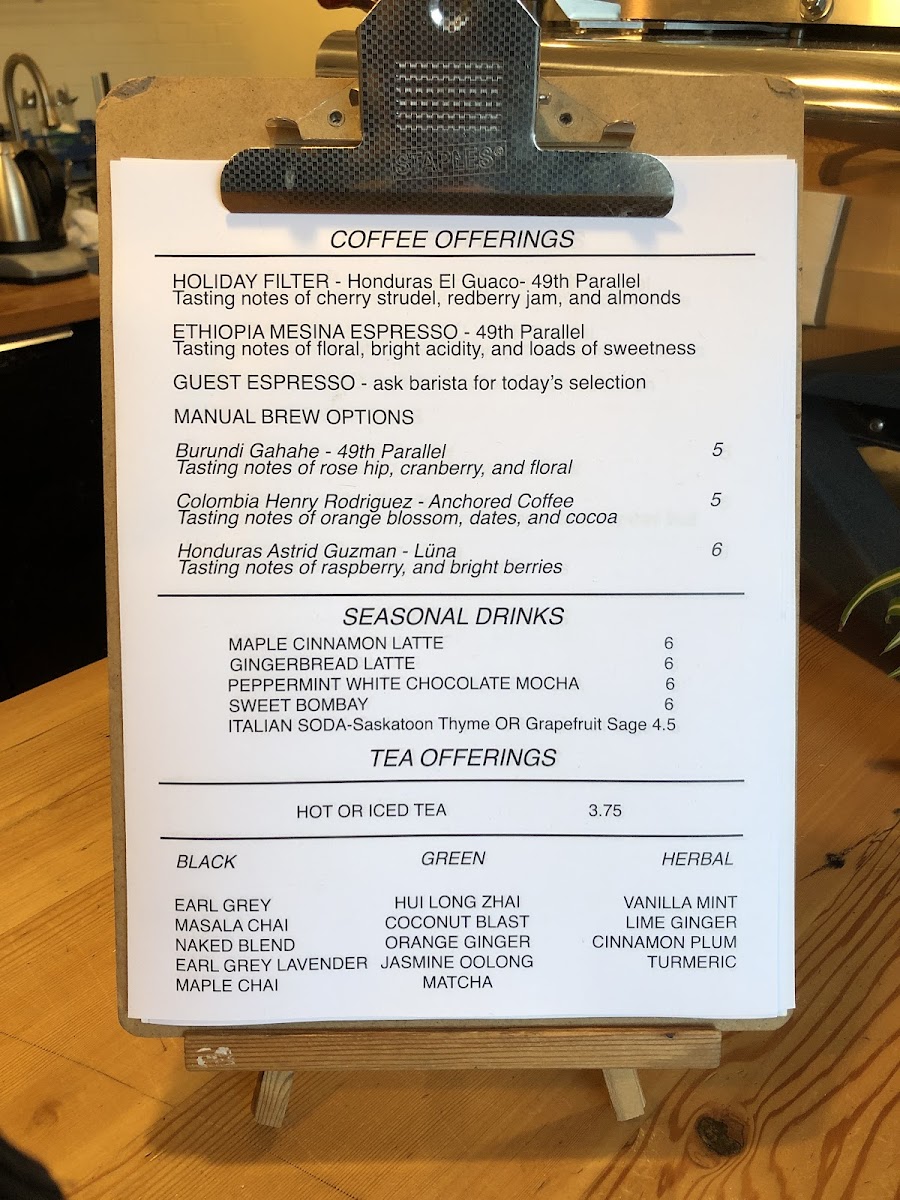 STAPLES®
COFFEE OFFERINGS
HOLIDAY FILTER - Honduras El Guaco- 49th Parallel
Tasting notes of cherry strudel, redberry jam, and almonds
ETHIOPIA MESINA ESPRESSO - 49th Parallel
Tasting notes of floral, bright acidity, and loads of sweetness
GUEST ESPRESSO - ask barista for today's selection
MANUAL BREW OPTIONS
Burundi Gahahe - 49th Parallel 5
Tasting notes of rose hip, cranberry, and floral
Colombia Henry Rodriguez - Anchored Coffee 5
Tasting notes of orange blossom, dates, and cocoa
Honduras Astrid Guzman - Lüna 6
Tasting notes of raspberry, and bright berries
SEASONAL DRINKS
MAPLE CINNAMON LATTE 6
GINGERBREAD LATTE 6
PEPPERMINT WHITE CHOCOLATE MOCHA 6
SWEET BOMBAY 6
ITALIAN SODA-Saskatoon Thyme OR Grapefruit Sage 4.5
TEA OFFERINGS
HOT OR ICED TEA 3.75
BLACK GREEN HERBAL
EARL GREY HUI LONG ZHAI VANILLA MINT
MASALA CHAI COCONUT BLAST LIME GINGER
NAKED BLEND ORANGE GINGER CINNAMON PLUM
EARL GREY LAVENDER JASMINE OOLONG TURMERIC
MAPLE CHAI MATCHA